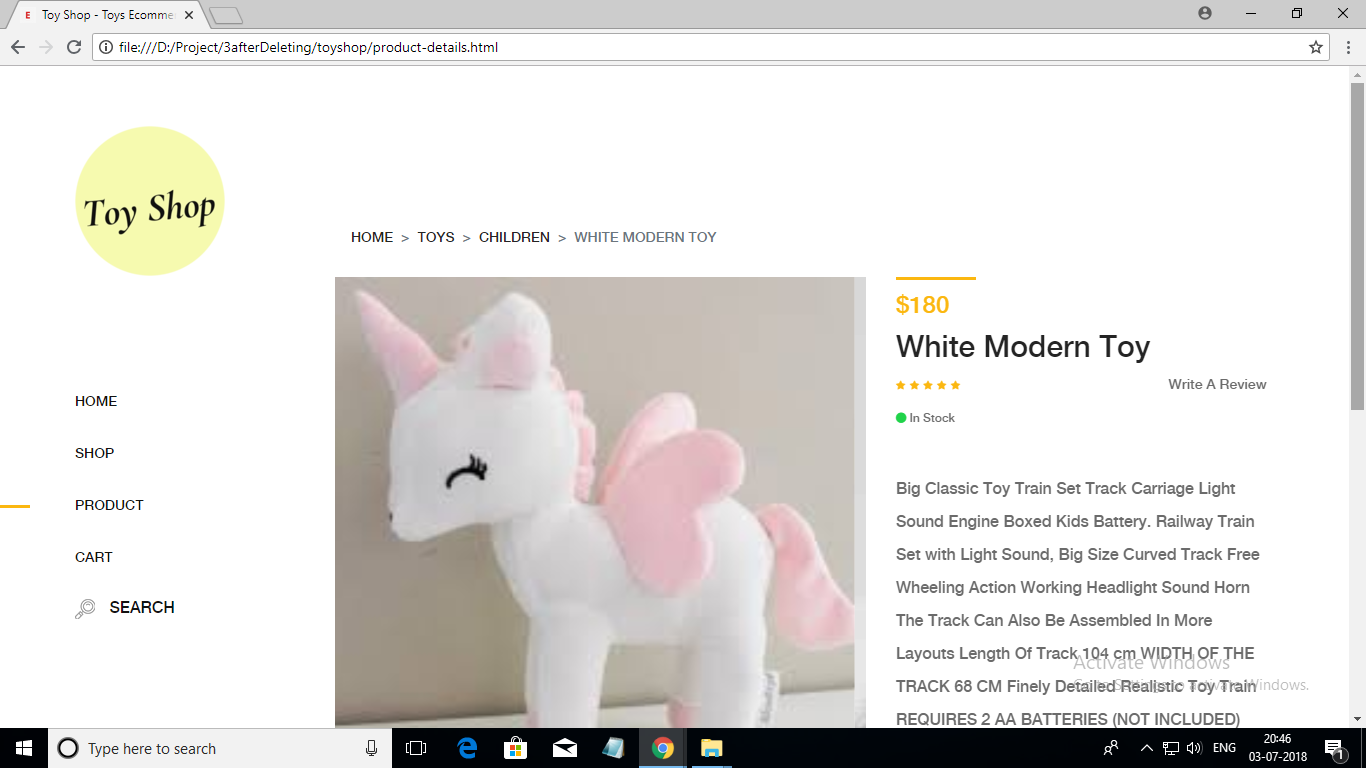 E Toy Shop - Toys Ecomme
file:///D:/Project/3afterDeleting/toyshop/product-details.html
Toy Shop
HOME > TOYS > CHILDREN > WHITE MODERN TOY
HOME
SHOP
PRODUCT
CART
SEARCH
$180
White Modern Toy
Write A Review
In Stock
Big Classic Toy Train Set Track Carriage Light
Sound Engine Boxed Kids Battery. Railway Train
Set with Light Sound, Big Size Curved Track Free
Wheeling Action Working Headlight Sound Horn
The Track Can Also Be Assembled In More
Layouts Length Of Track 104 cm WIDTH OF THE
TRACK 68 CM Finely Detailed Realistic Toy Train
REQUIRES 2 AA BATTERIES (NOT INCLUDED)
Activate Windows
Go to Settings to activate Windows.
Type here to search
ENG
20:46
03-07-2018
1